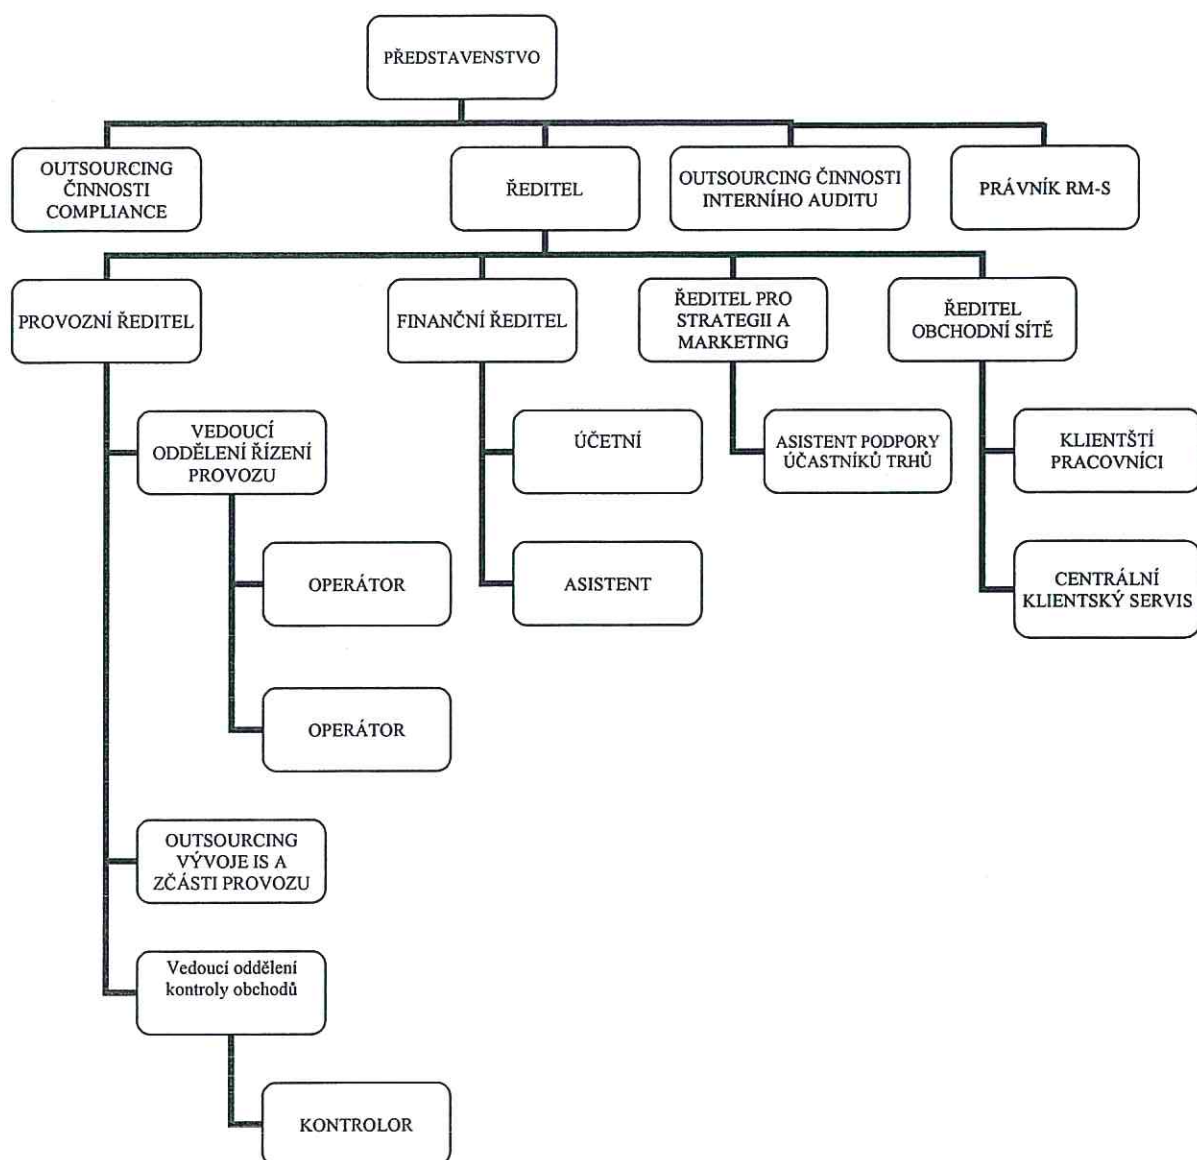 PŘEDSTAVENSTVO
OUTSOURCING
ČINNOSTI
COMPLIANCE
ŘEDITEL
OUTSOURCING ČINNOSTI
INTERNÍHO AUDITU
PRÁVNÍK RM-S
PROVOZNÍ ŘEDITEL
FINANČNÍ ŘEDITEL
ŘEDITEL PRO
STRATEGII A
MARKETING
ŘEDITEL
OBCHODNÍ SÍTĚ
VEDOUCÍ
ODDĚLENÍ ŘÍZENÍ
PROVOZU
ÚČETNÍ
ASISTENT PODPORY
ÚČASTNÍKŮ TRHŮ
KLIENTŠTÍ
PRACOVNÍCI
OPERÁTOR
ASISTENT
CENTRÁLNÍ
KLIENTSKÝ SERVIS
OPERÁTOR
OUTSOURCING
VÝVOJE IS A
ZČÁSTI PROVOZU
Vedoucí oddělení
kontroly obchodů
KONTROLOR